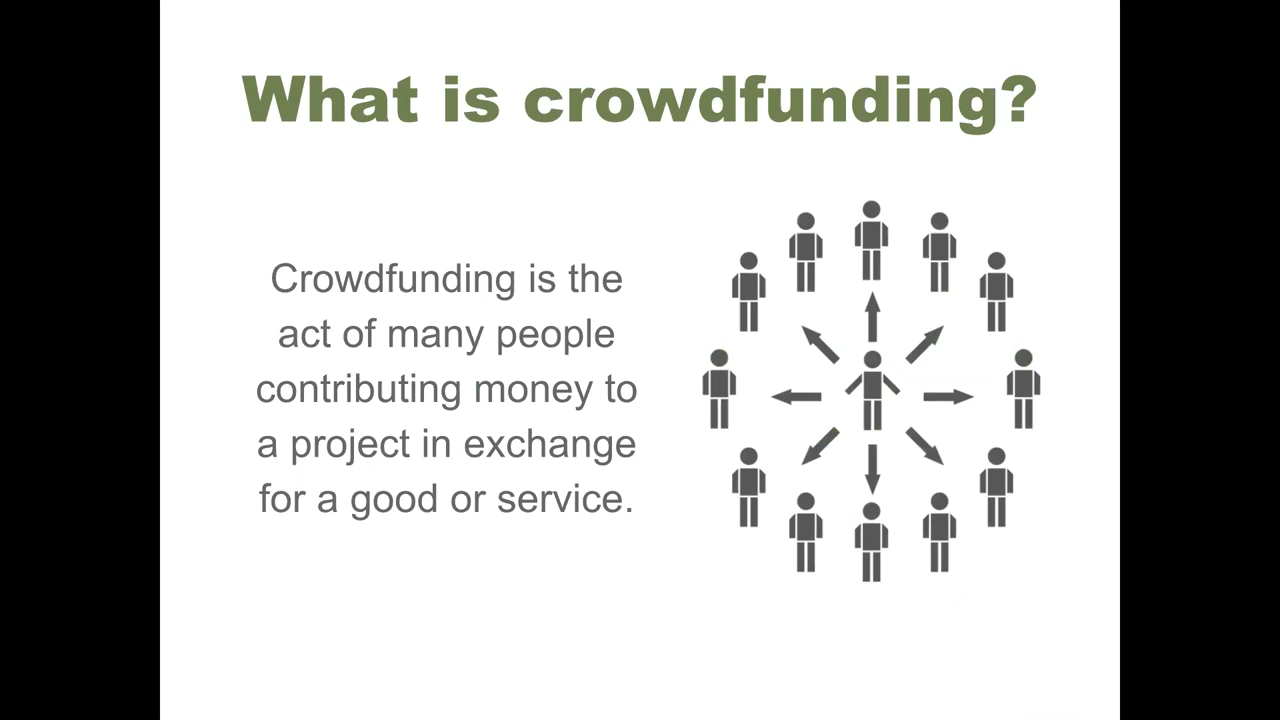 What is crowdfunding?
Crowdfunding is the
act of many people
contributing money to
a project in exchange
for a good or service.